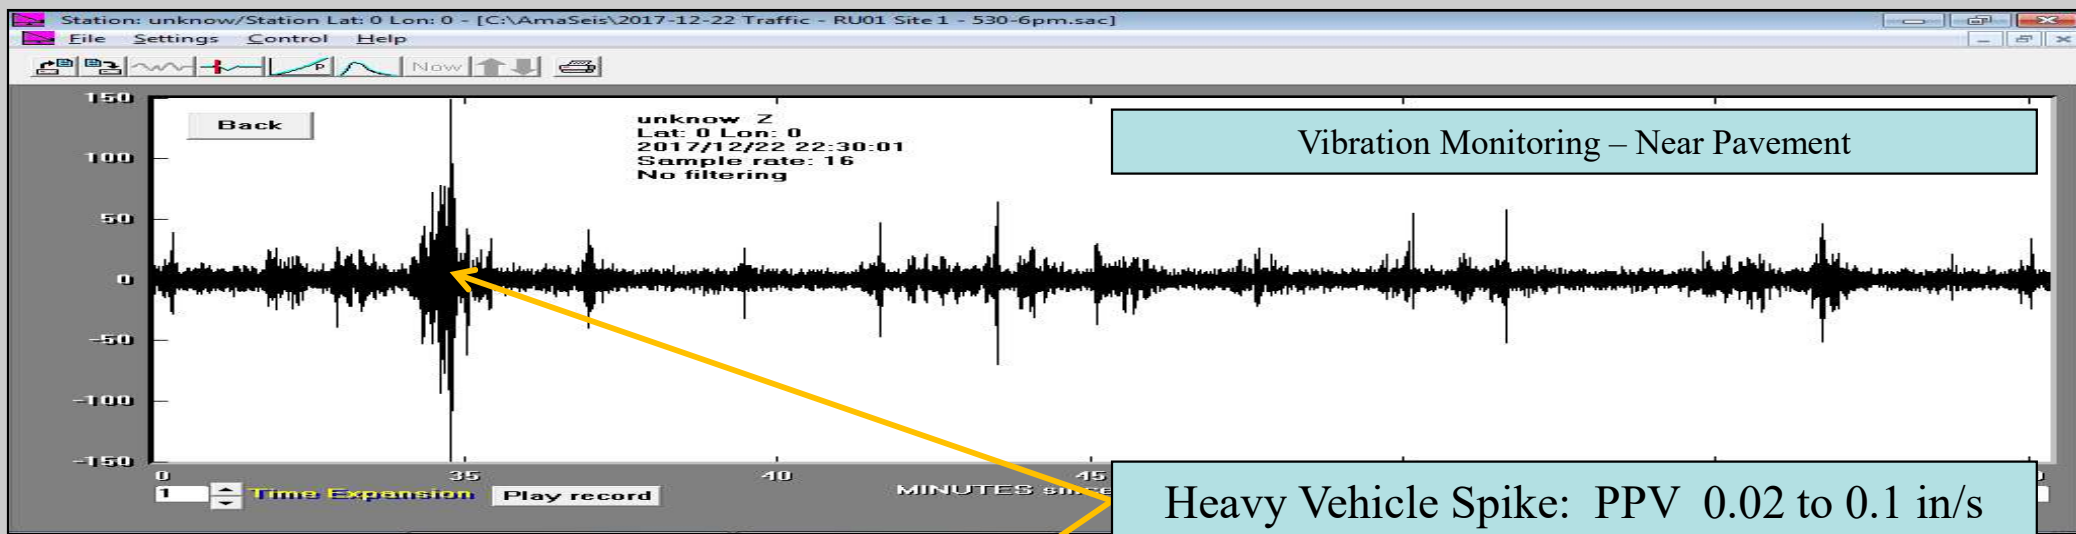 Station: unknow/Station Lat: 0 Lon: 0 - [C:\AmaSeis\2017-12-22 Traffic - RU01 Site 1 - 530-6pm.sac]
File Settings Control Help
P Now
150
Back
unknow Z
Lat: 0 Lon: 0
2017/12/22 22:30:01
Sample rate: 16
No filtering
Vibration Monitoring – Near Pavement
100
50
0
-50
-100
-150
0 35 40 45
1 Time Expansion Play record MINUTES since
Heavy Vehicle Spike: PPV 0.02 to 0.1 in/s